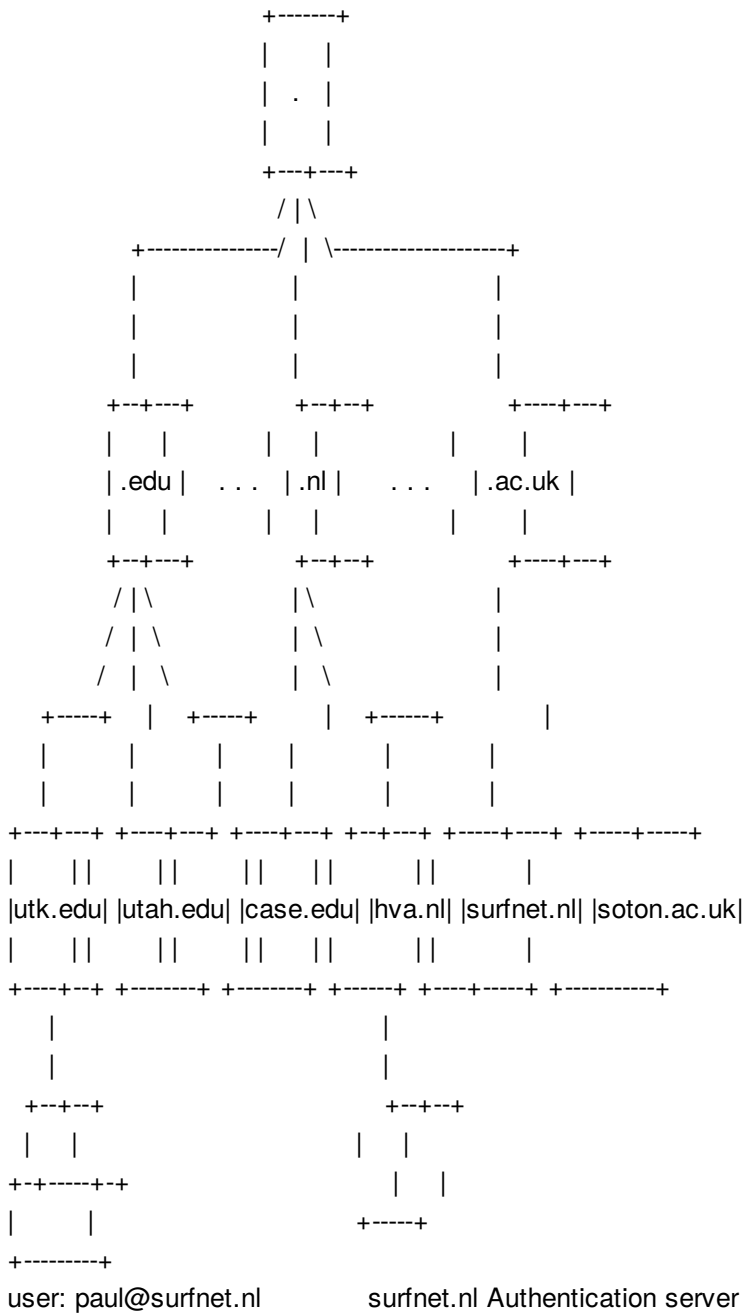 +-------+
|       |
|   .   |
|       |
+---+---+
/ | \
+----------------/ | \---------------------+
|                 |                     |
|                 |                     |
|                 |                     |
+--+---+          +--+--+             +----+---+
|      |          |     |             |        |
| .edu |   . . .   | .nl |     . . .    | .ac.uk |
|      |          |     |             |        |
+--+---+          +--+--+             +----+---+
/ | \               | \                |
/  |  \              |  \               |
/   |   \             |   \              |
+-----+   |   +-----+        |   +------+          |
|         |         |        |          |          |
|         |         |        |          |          |
+---+---+ +----+---+ +----+---+ +--+---+ +-----+----+ +-----+-----+
|       ||        ||        ||      ||          |
|utk.edu| |utah.edu| |case.edu| |hva.nl| |surfnet.nl| |soton.ac.uk|
|       ||        ||        ||      ||          |
+----+--+ +--------+ +--------+ +------+ +----+-----+ +-----------+
|                                   |
|                                   |
+--+--+                            +--+--+
|     |                            |     |
+-+-----+-+                            |     |
|         |                         +-----+
+---------+
user: paul@surfnet.nl             surfnet.nl Authentication server